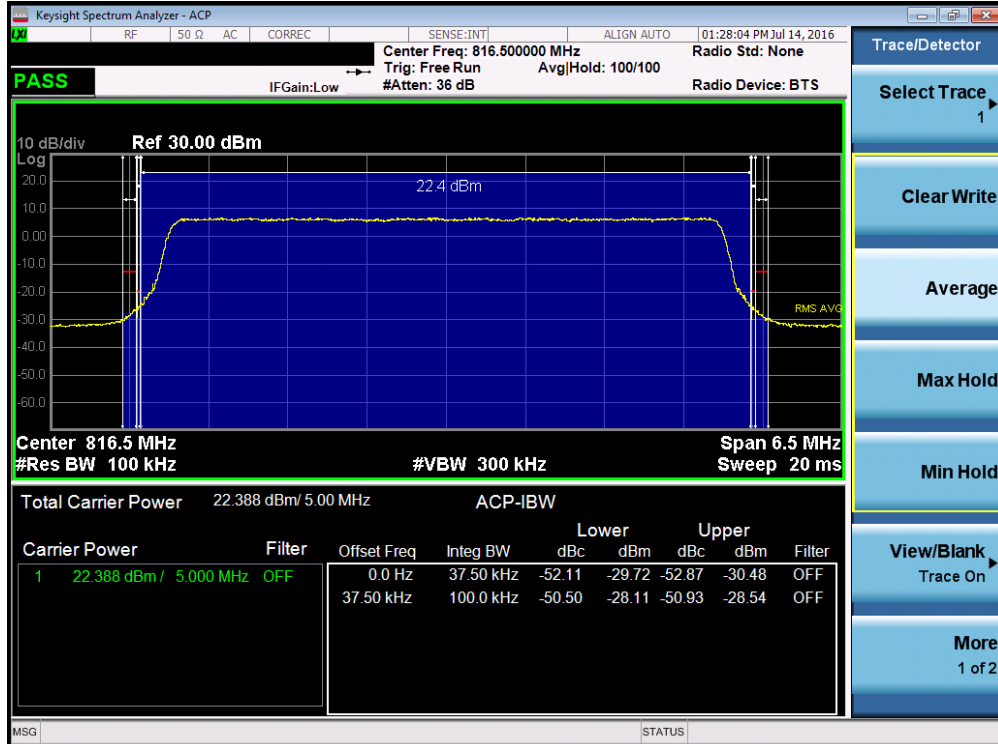 Keysight Spectrum Analyzer - ACP
LXI RF 50 Ω AC CORREC SENSE:INT ALIGN AUTO 01:28:04 PM Jul 14, 2016
Center Freq: 816.500000 MHz Radio Std: None
Trig: Free Run Avg|Hold: 100/100
PASS IFGain:Low #Atten: 36 dB Radio Device: BTS
10 dB/div Ref 30.00 dBm
Log
20.0
22.4 dBm
10.0
0.00
-10.0
-20.0
RMS AVG
-30.0
-40.0
-50.0
-60.0
Center 816.5 MHz Span 6.5 MHz
#Res BW 100 kHz #VBW 300 kHz Sweep 20 ms
Total Carrier Power 22.388 dBm/ 5.00 MHz ACP-IBW
Lower Upper
Carrier Power Filter Offset Freq Integ BW dBc dBm dBc dBm Filter
1 22.388 dBm / 5.000 MHz OFF 0.0 Hz 37.50 kHz -52.11 -29.72 -52.87 -30.48 OFF
37.50 kHz 100.0 kHz -50.50 -28.11 -50.93 -28.54 OFF
MSG STATUS
Trace/Detector
Select Trace
1
Clear Write
Average
Max Hold
Min Hold
View/Blank
Trace On
More
1 of 2